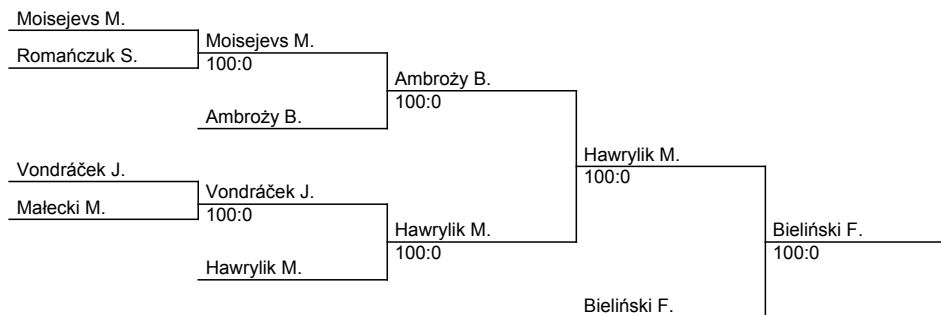 Moisejevs M.
Romańczuk S.
Moisejevs M.
100:0
Ambroży B.
Ambroży B.
100:0
Vondráček J.
Małecki M.
Vondráček J.
100:0
Hawrylik M.
Hawrylik M.
100:0
Hawrylik M.
100:0
Bieliński F.
Bieliński F.
100:0